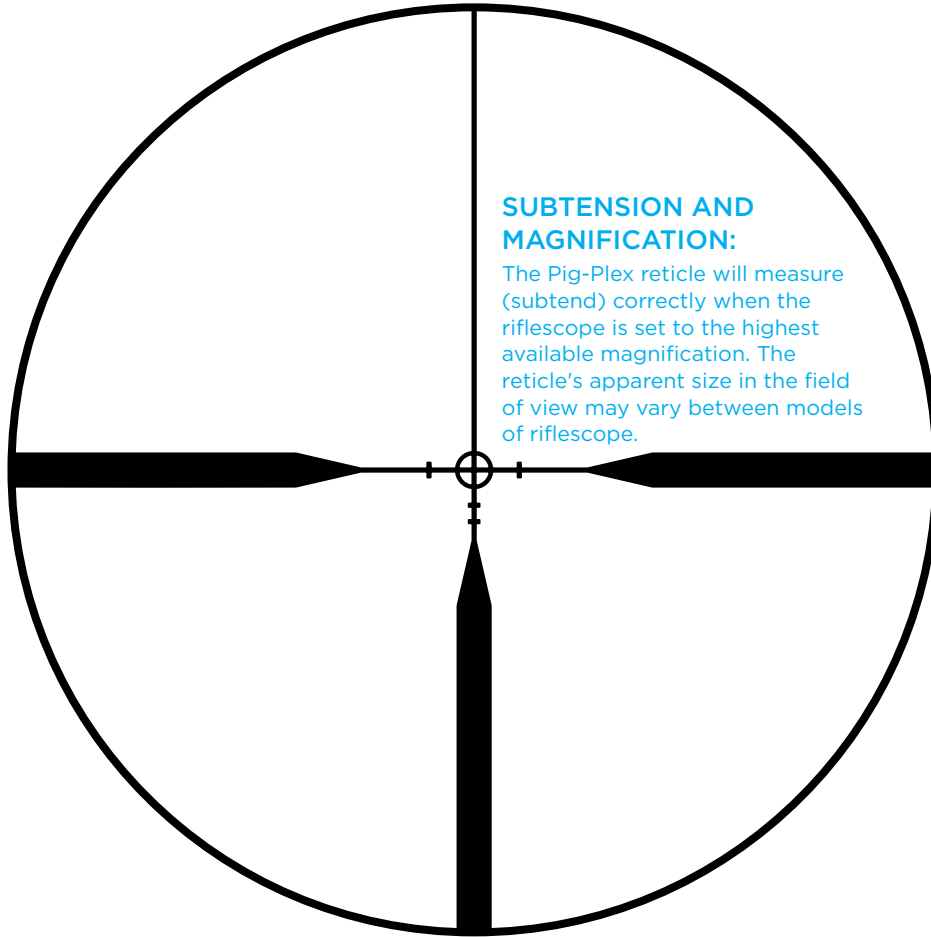 SUBTENSION AND
MAGNIFICATION:
The Pig-Plex reticle will measure
(subtend) correctly when the
riflescope is set to the highest
available magnification. The
reticle's apparent size in the field
of view may vary between models
of riflescope.